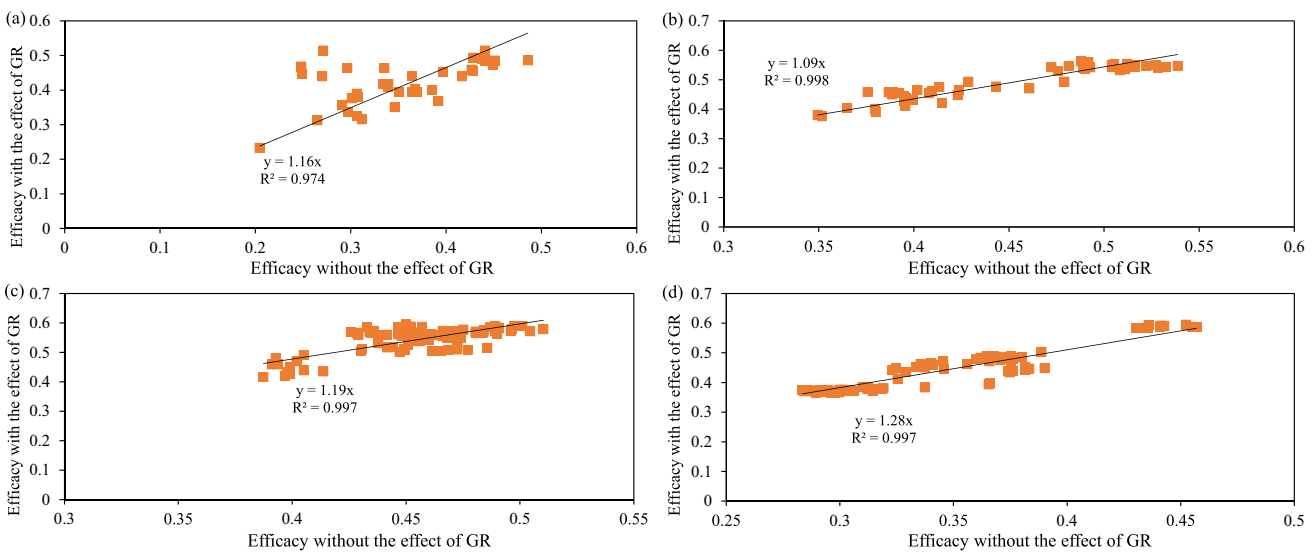 (a)
Efficacy with the effect of GR
0.6
0.5
0.4
0.3
0.2
0.1
0
y = 1.16x
R² = 0.974
0
0.1
0.2
0.3
0.4
0.5
0.6
Efficacy without the effect of GR
(b)
Efficacy with the effect of GR
0.7
0.6
0.5
0.4
0.3
0.2
0.1
0
y = 1.09x
R² = 0.998
0.3
0.35
0.4
0.45
0.5
0.55
0.6
Efficacy without the effect of GR
(c)
Efficacy with the effect of GR
0.7
0.6
0.5
0.4
0.3
0.2
0.1
0
y = 1.19x
R² = 0.997
0.3
0.35
0.4
0.45
0.5
0.55
Efficacy without the effect of GR
(d)
Efficacy with the effect of GR
0.7
0.6
0.5
0.4
0.3
0.2
0.1
0
y = 1.28x
R² = 0.997
0.25
0.3
0.35
0.4
0.45
0.5
Efficacy without the effect of GR